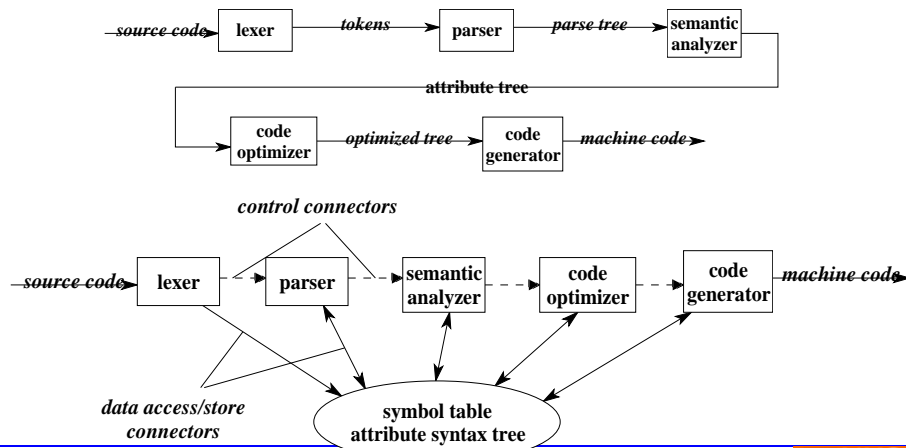 source code
lexer
tokens
parser
parse tree
semantic
analyzer
attribute tree
code
optimizer
optimized tree
code
generator
machine code
control connectors
source code
lexer
parser
semantic
analyzer
code
optimizer
code
generator
machine code
data access/store
connectors
symbol table
attribute syntax tree